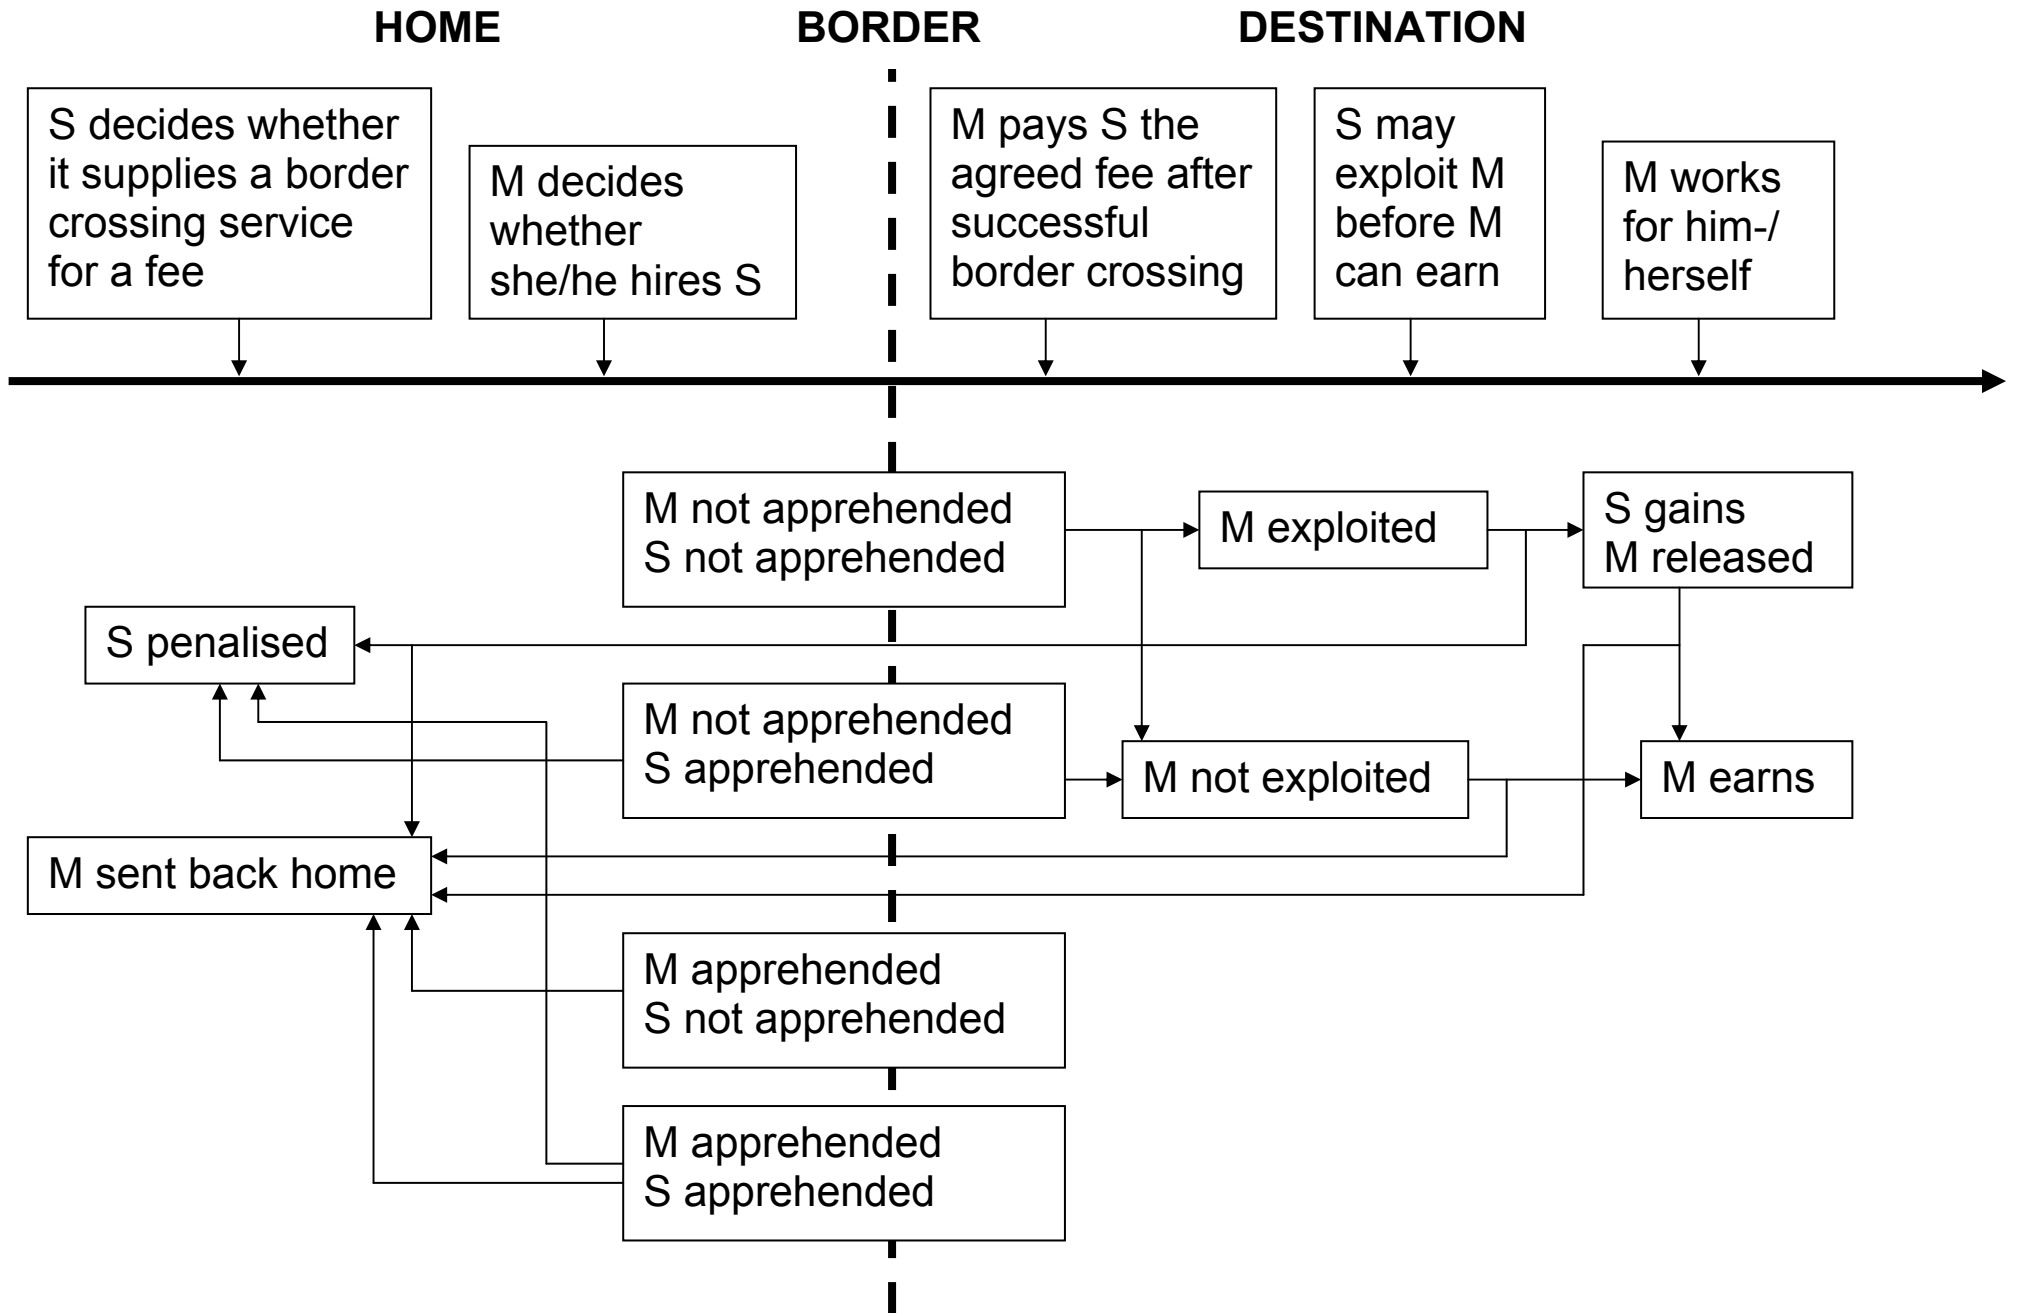 HOME
BORDER
DESTINATION
S decides whether
it supplies a border
crossing service
for a fee
M decides
whether
she/he hires S
M pays S the
agreed fee after
successful
border crossing
S may
exploit M
before M
can earn
M works
for him-/
herself
M not apprehended
S not apprehended
M exploited
S gains
M released
S penalised
M not apprehended
S apprehended
M not exploited
M earns
M sent back home
M apprehended
S not apprehended
M apprehended
S apprehended